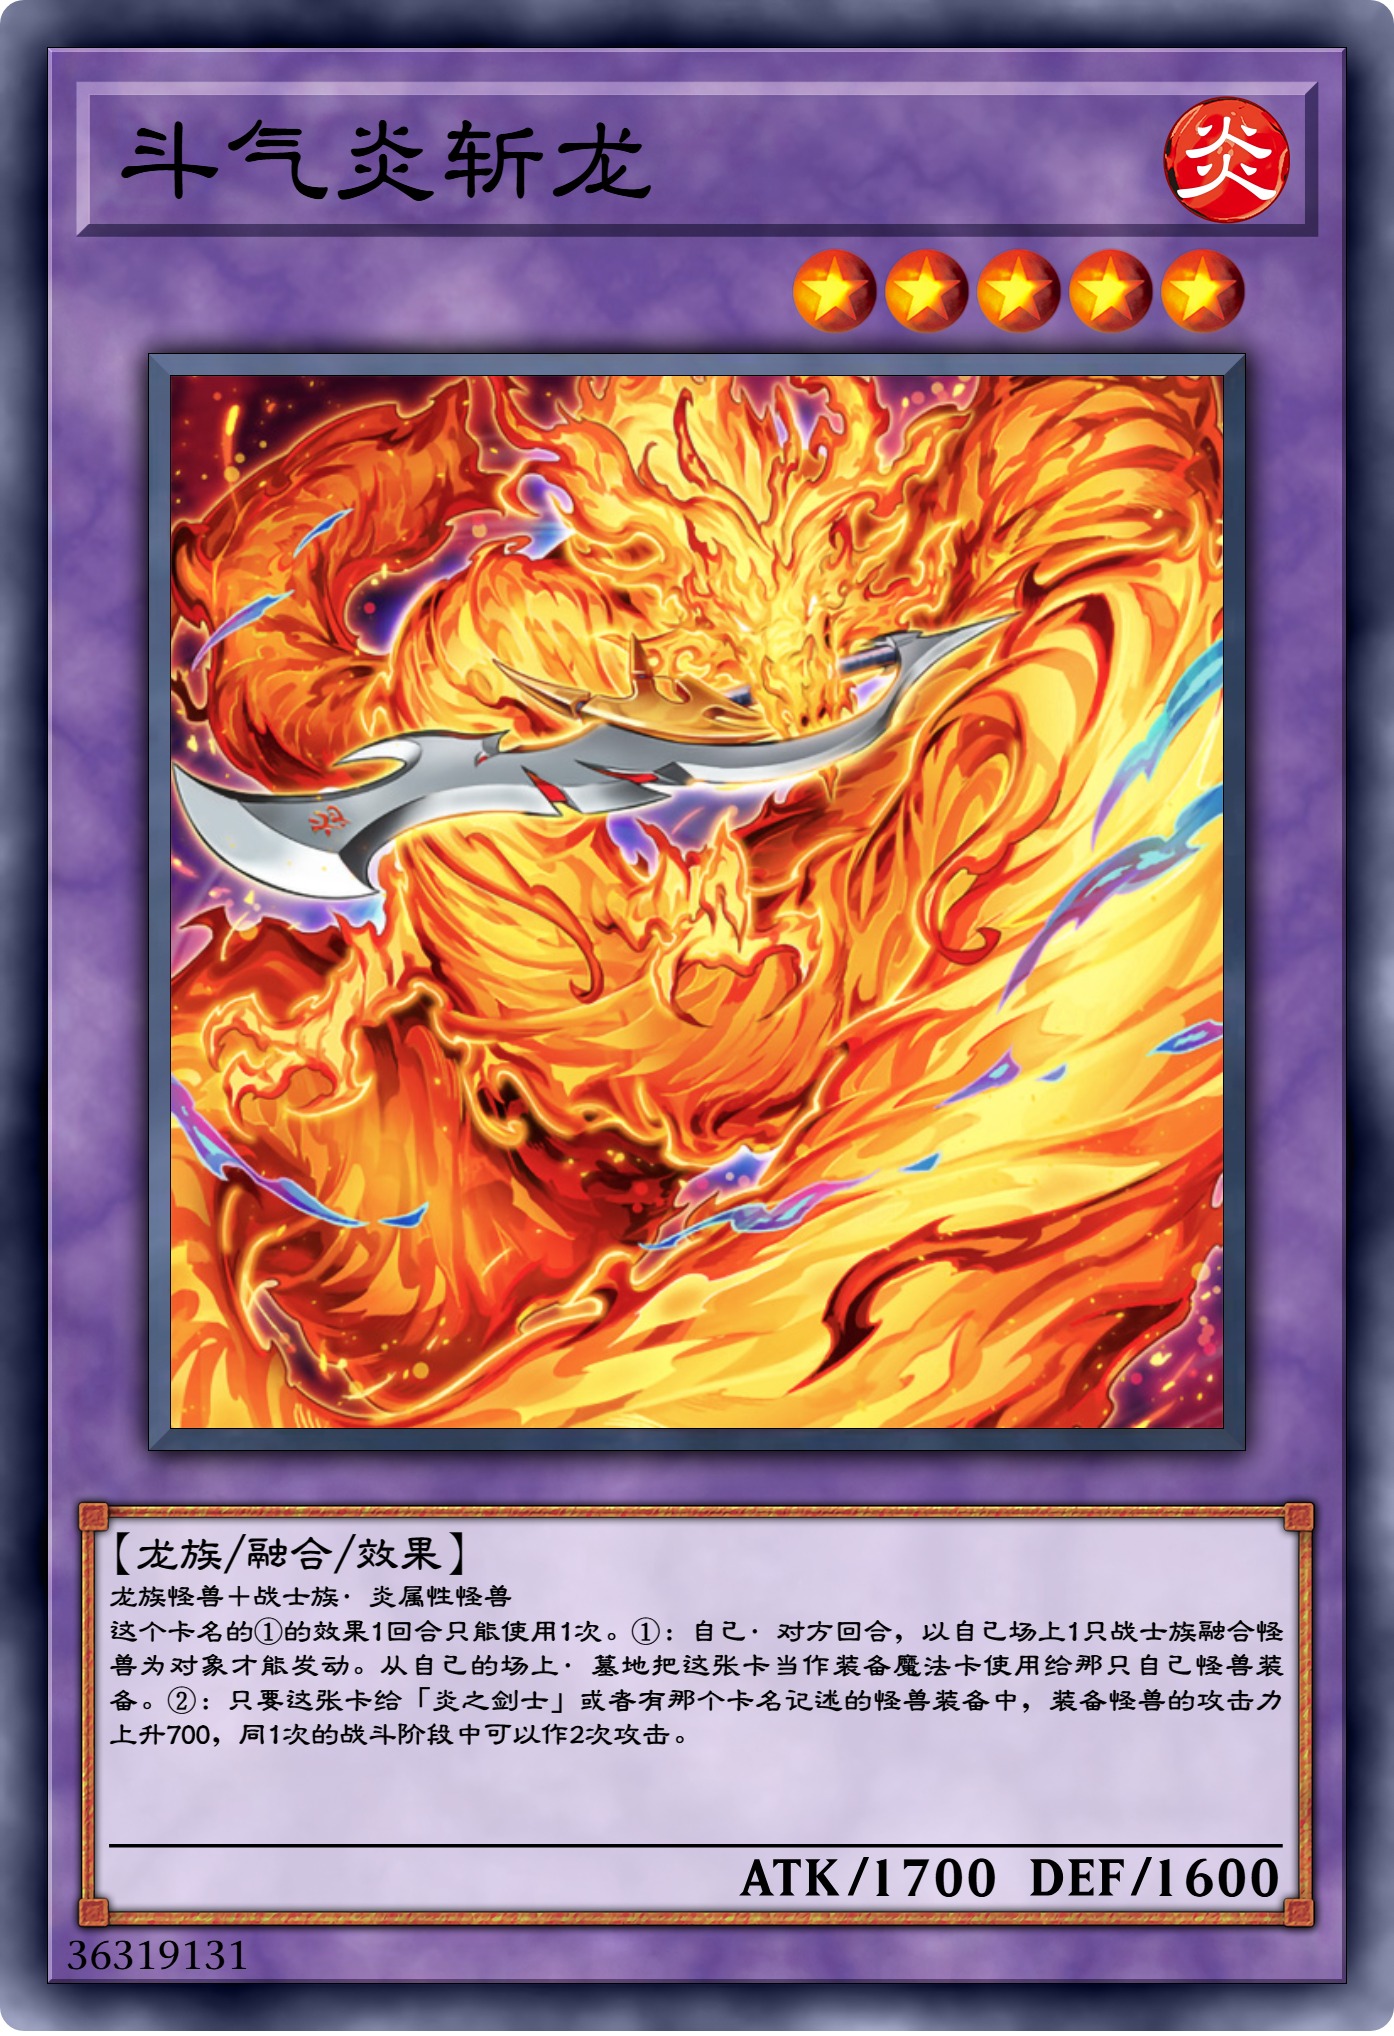 斗气炎斩龙
炎
【龙族/融合/效果】
龙族怪兽＋战士族·炎属性怪兽
这个卡名的①的效果1回合只能使用1次。①：自己·对方回合，以自己场上1只战士族融合怪
兽为对象才能发动。从自己的场上·墓地把这张卡当作装备魔法卡使用给那只自己怪兽装
备。②：只要这张卡给「炎之剑士」或者有那个卡名记述的怪兽装备中，装备怪兽的攻击力
上升700，同1次的战斗阶段中可以作2次攻击。
ATK/1700 DEF/1600
36319131